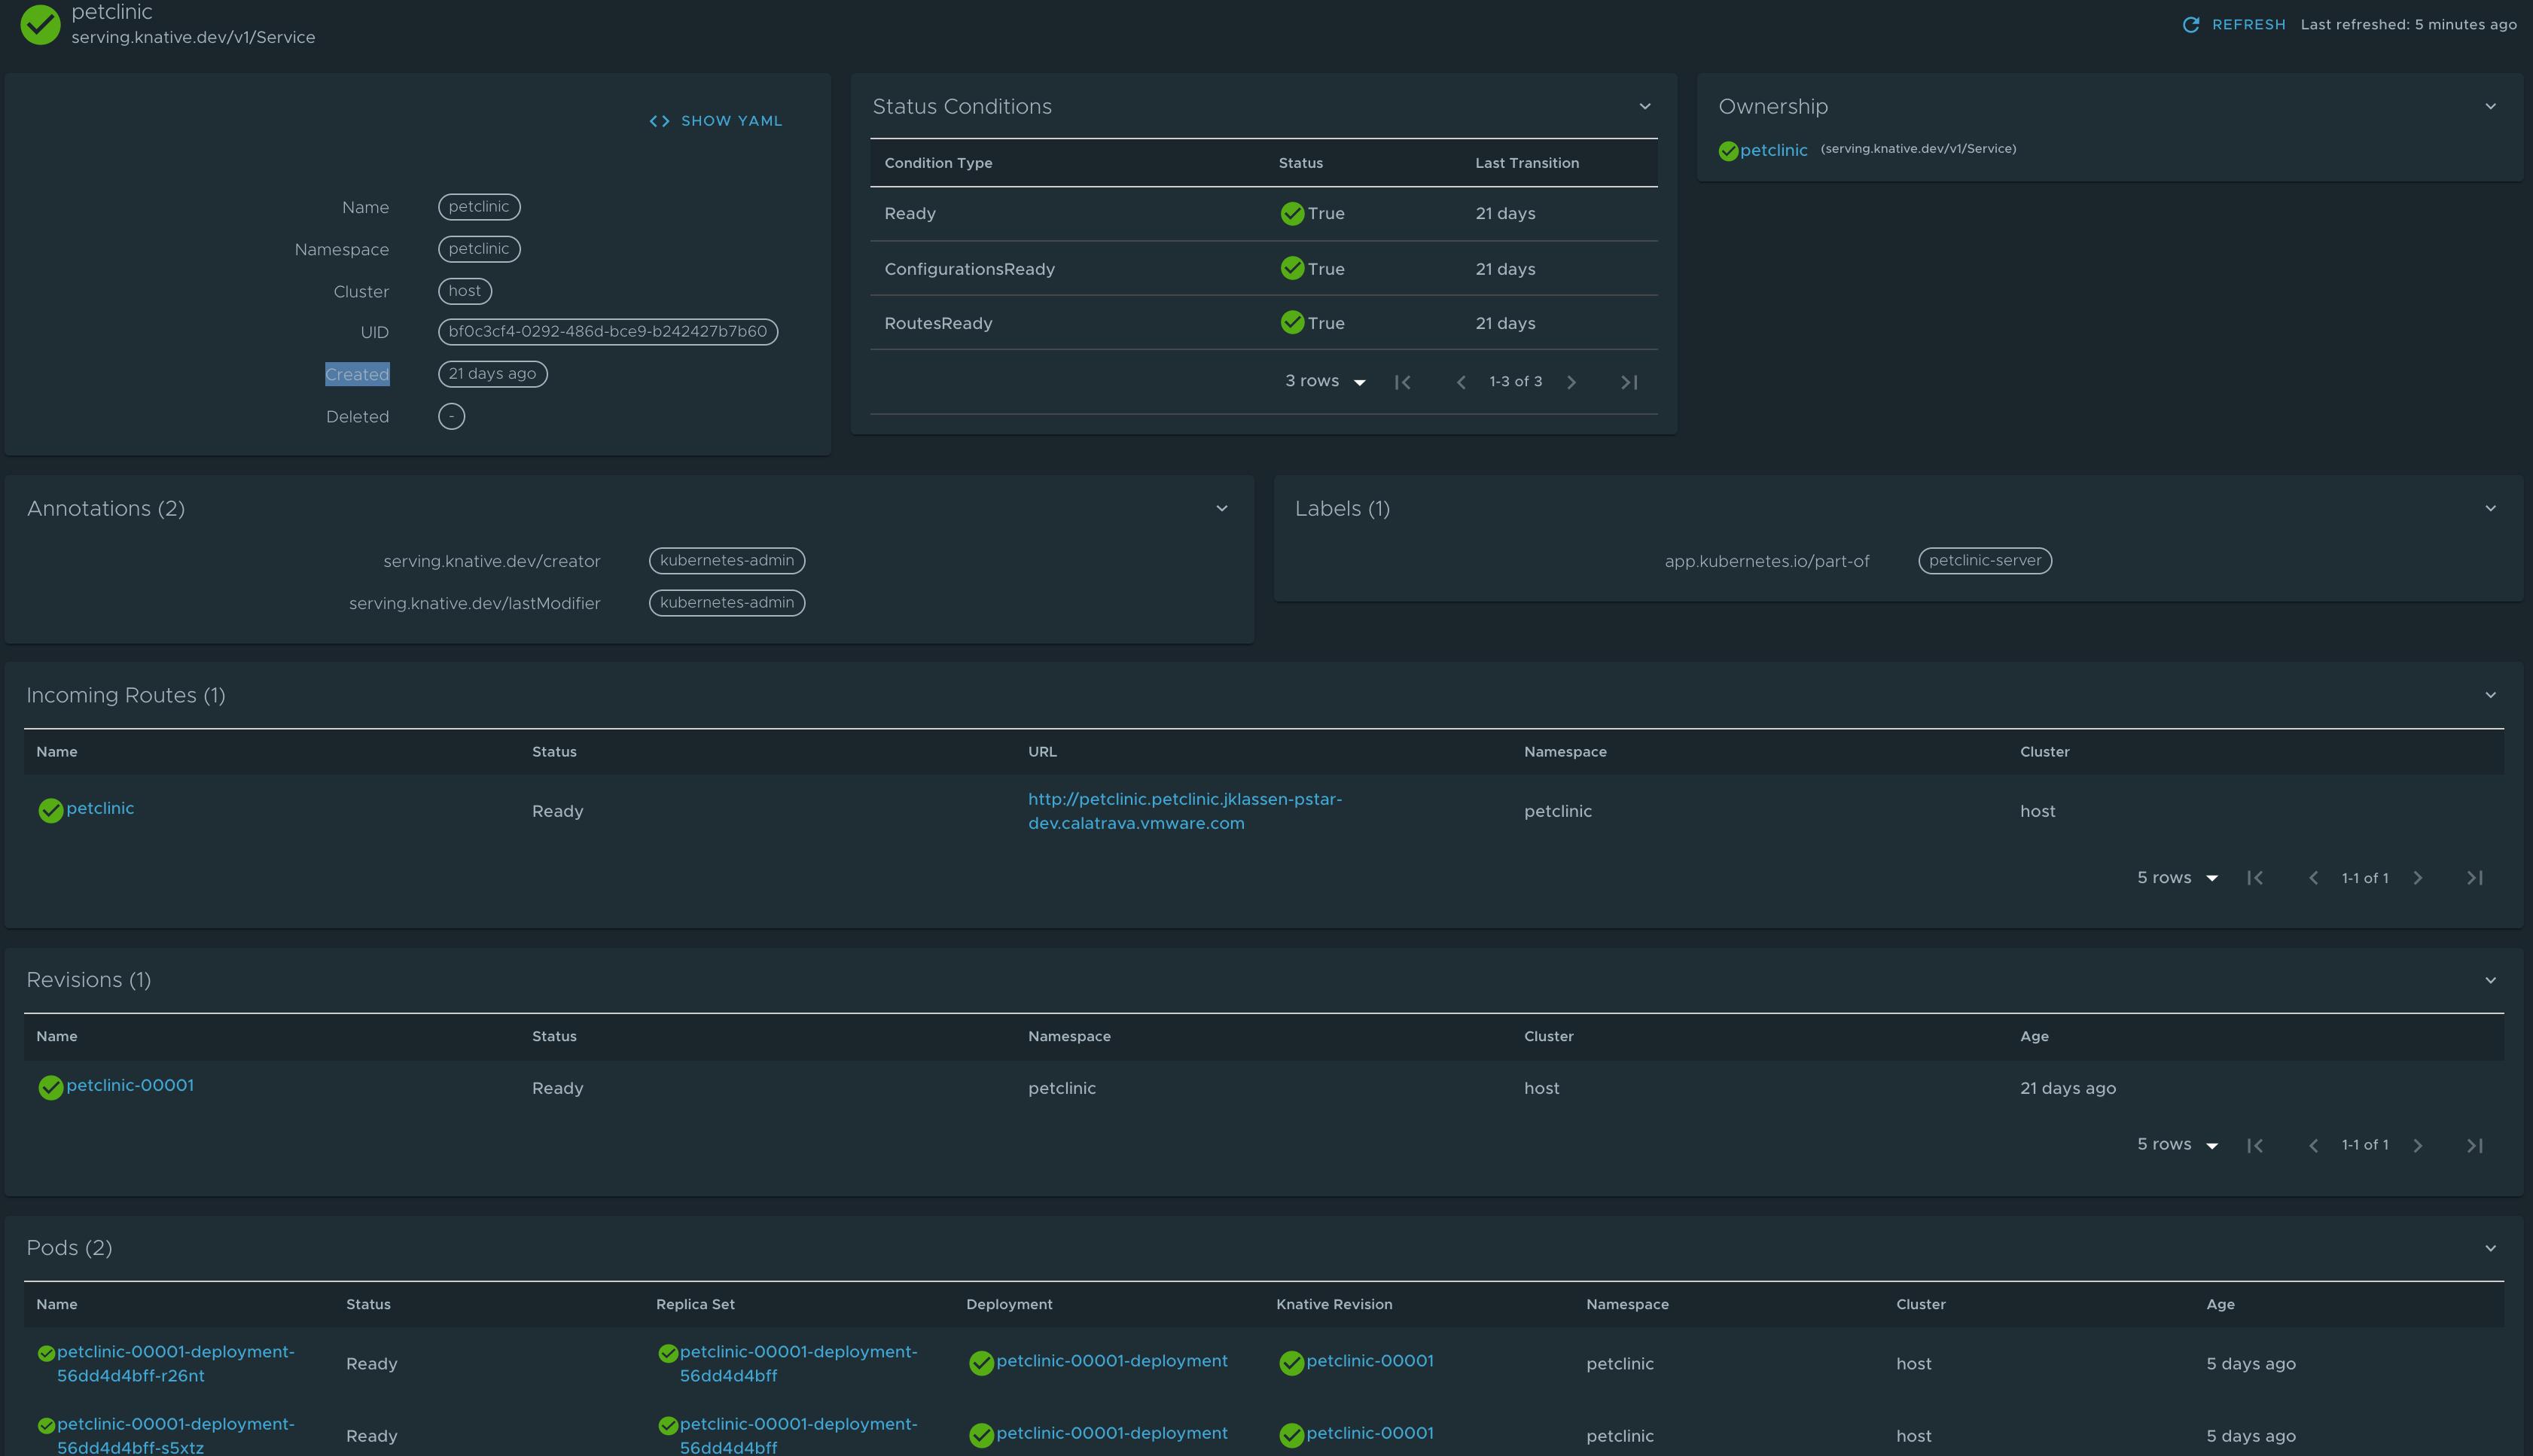 petclinic
serving.knative.dev/v1/Service
REFRESH Last refreshed: 5 minutes ago
SHOW YAML
Name petclinic
Namespace petclinic
Cluster host
UID bf0c3cf4-0292-486d-bce9-b242427b7b60
Created 21 days ago
Deleted -
Status Conditions
Condition Type Status Last Transition
Ready True 21 days
ConfigurationsReady True 21 days
RoutesReady True 21 days
3 rows 1-3 of 3
Ownership
petclinic (serving.knative.dev/v1/Service)
Annotations (2)
serving.knative.dev/creator kubernetes-admin
serving.knative.dev/lastModifier kubernetes-admin
Labels (1)
app.kubernetes.io/part-of petclinic-server
Incoming Routes (1)
Name Status URL Namespace Cluster
petclinic Ready http://petclinic.petclinic.jklassen-pstar- petclinic host
dev.calatrava.vmware.com
5 rows 1-1 of 1
Revisions (1)
Name Status Namespace Cluster Age
petclinic-00001 Ready petclinic host 21 days ago
5 rows 1-1 of 1
Pods (2)
Name Status Replica Set Deployment Knative Revision Namespace Cluster Age
petclinic-00001-deployment- Ready petclinic-00001-deployment- petclinic-00001-deployment petclinic-00001 petclinic host 5 days ago
56dd4d4bff-r26nt 56dd4d4bff
petclinic-00001-deployment- Ready petclinic-00001-deployment- petclinic-00001-deployment petclinic-00001 petclinic host 5 days ago
56dd4d4bff-s5xtz 56dd4d4bff